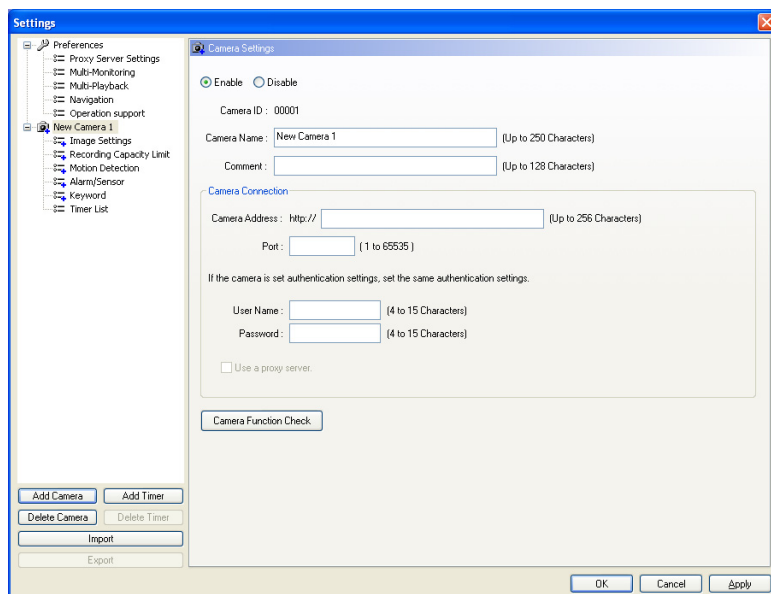 Settings
Preferences
Proxy Server Settings
Multi-Monitoring
Multi-Playback
Navigation
Operation support
New Camera 1
Image Settings
Recording Capacity Limit
Motion Detection
Alarm/Sensor
Keyword
Timer List
Add Camera Add Timer
Delete Camera Delete Timer
Import
Export
Camera Settings
Enable Disable
Camera ID : 00001
Camera Name : New Camera 1 (Up to 250 Characters)
Comment : (Up to 128 Characters)
Camera Connection
Camera Address : http:// (Up to 256 Characters)
Port : ( 1 to 65535 )
If the camera is set authentication settings, set the same authentication settings.
User Name : (4 to 15 Characters)
Password : (4 to 15 Characters)
Use a proxy server.
Camera Function Check
OK Cancel Apply